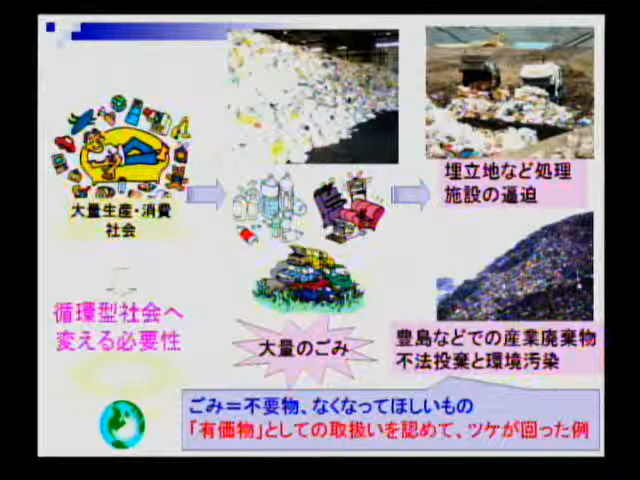 大量生産・消費
社会
埋立地など処理
施設の逼迫
循環型社会へ
変える必要性
大量のごみ
豊島などでの産業廃棄物
不法投棄と環境汚染
ごみ＝不要物、なくなってほしいもの
「有価物」としての取扱いを認めて、ツケが回った例